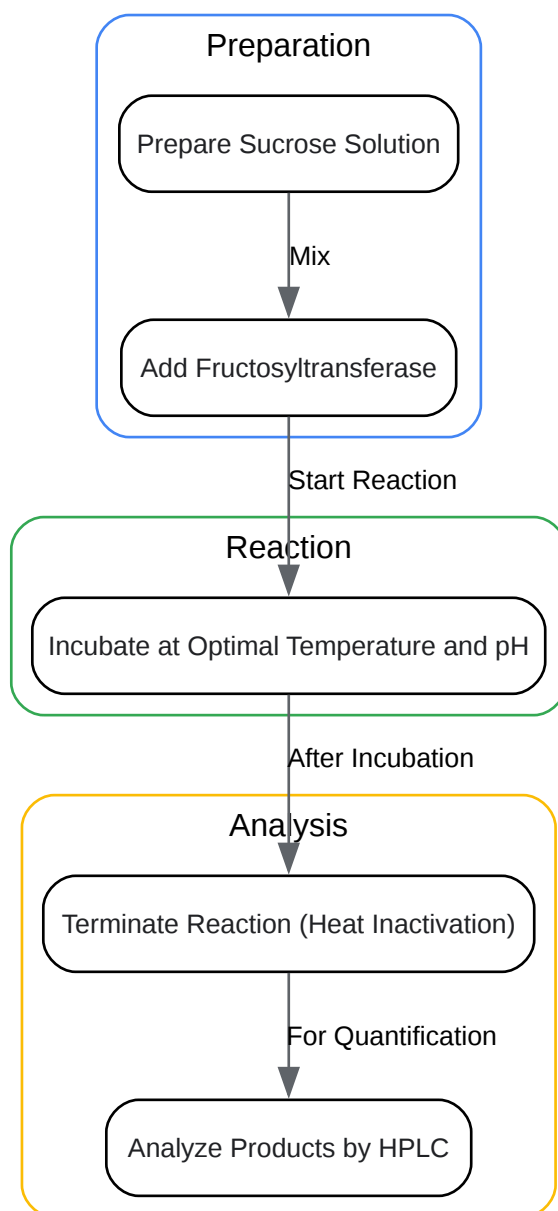 Preparation
Prepare Sucrose Solution
Mix
Add Fructosyltransferase
Start Reaction
Reaction
Incubate at Optimal Temperature and pH
After Incubation
Analysis
Terminate Reaction (Heat Inactivation)
For Quantification
Analyze Products by HPLC